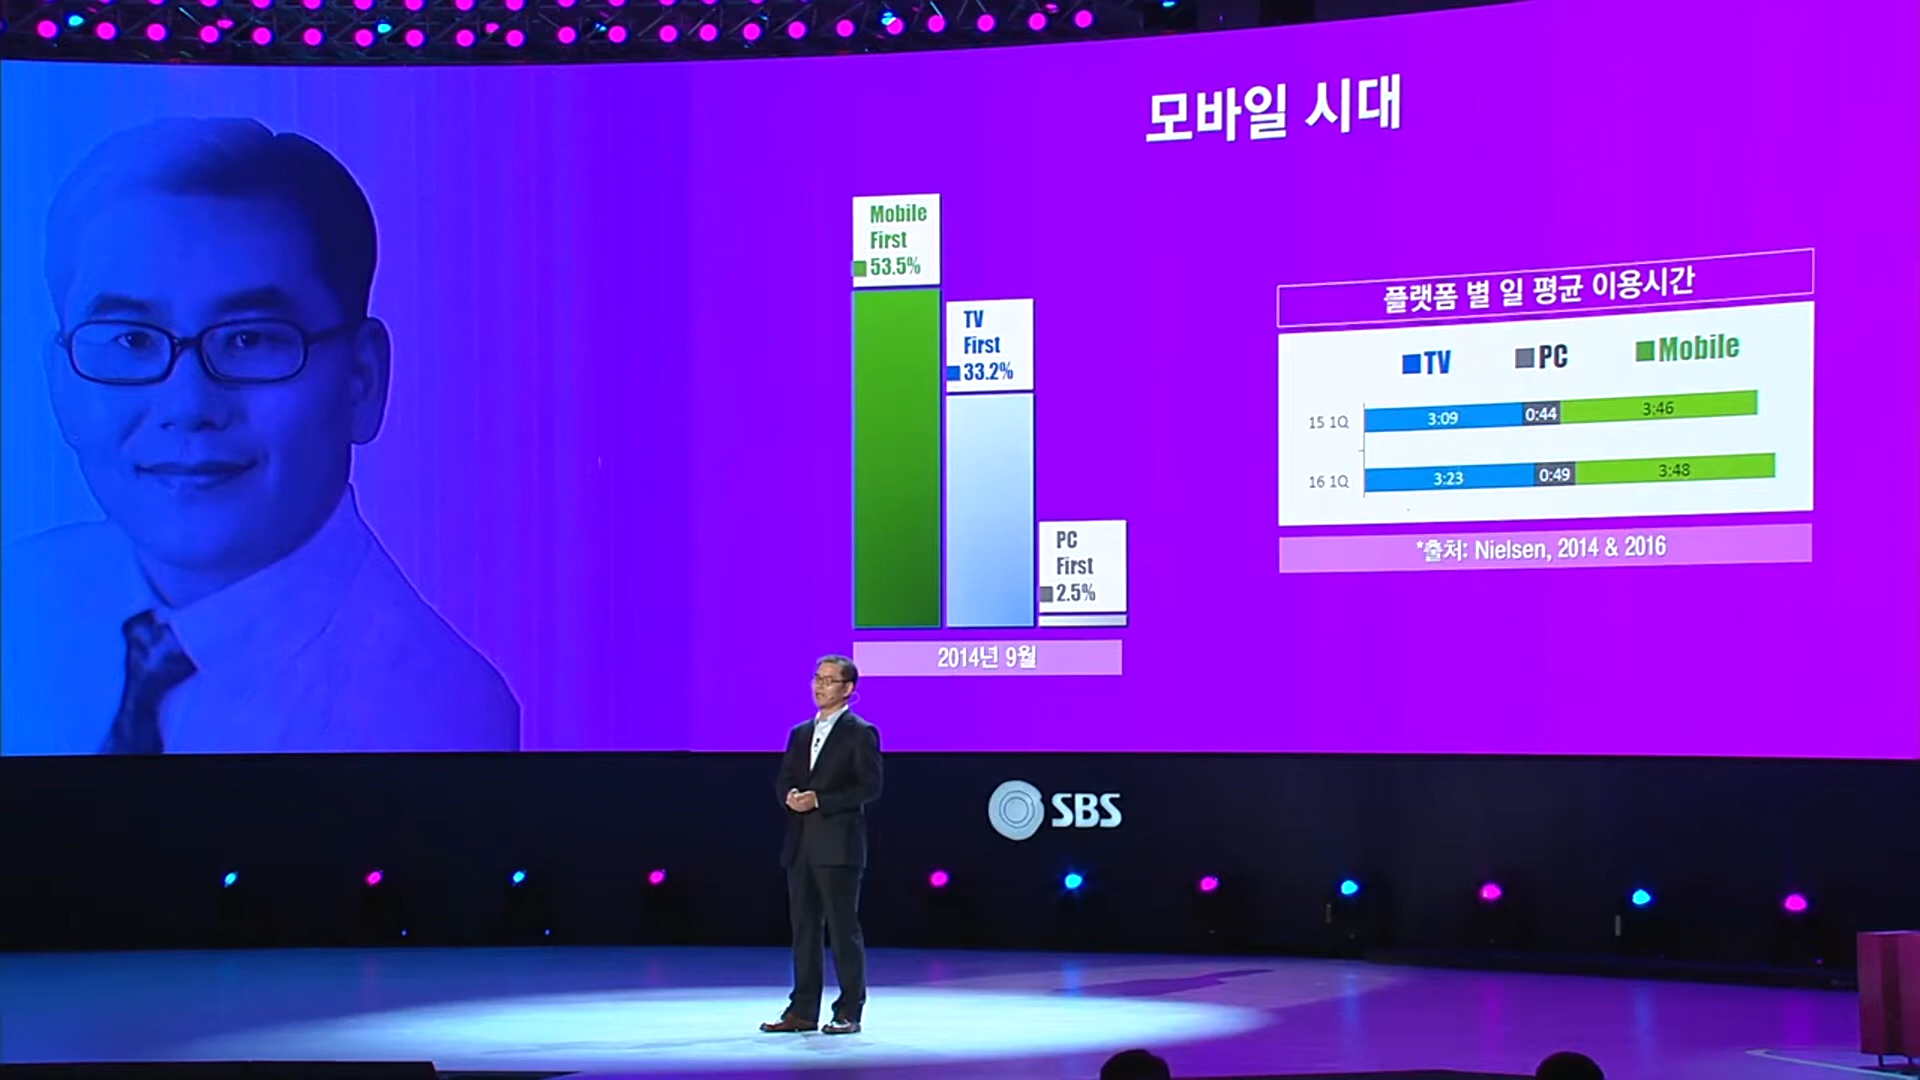 모바일 시대
Mobile
First
53.5%
TV
First
33.2%
PC
First
2.5%
2014년 9월
플랫폼 별 일 평균 이용시간
TV PC Mobile
15 1Q 3:09 0:44 3:46
16 1Q 3:23 0:49 3:48
*출처: Nielsen, 2014 & 2016
SBS